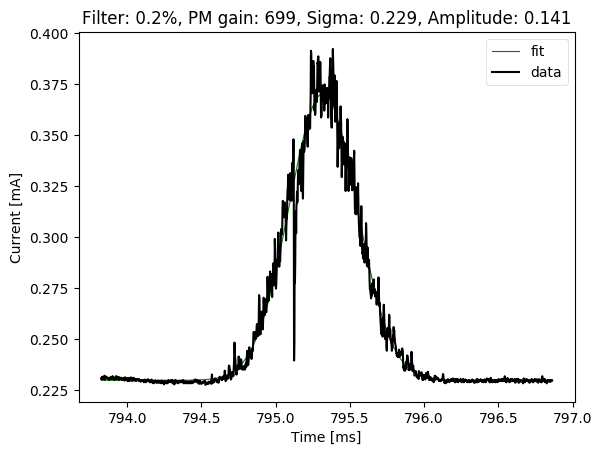 Filter: 0.2%, PM gain: 699, Sigma: 0.229, Amplitude: 0.141
fit
data
0.400
0.375
0.350
0.325
0.300
0.275
0.250
0.225
Current [mA]
794.0 794.5 795.0 795.5 796.0 796.5 797.0
Time [ms]